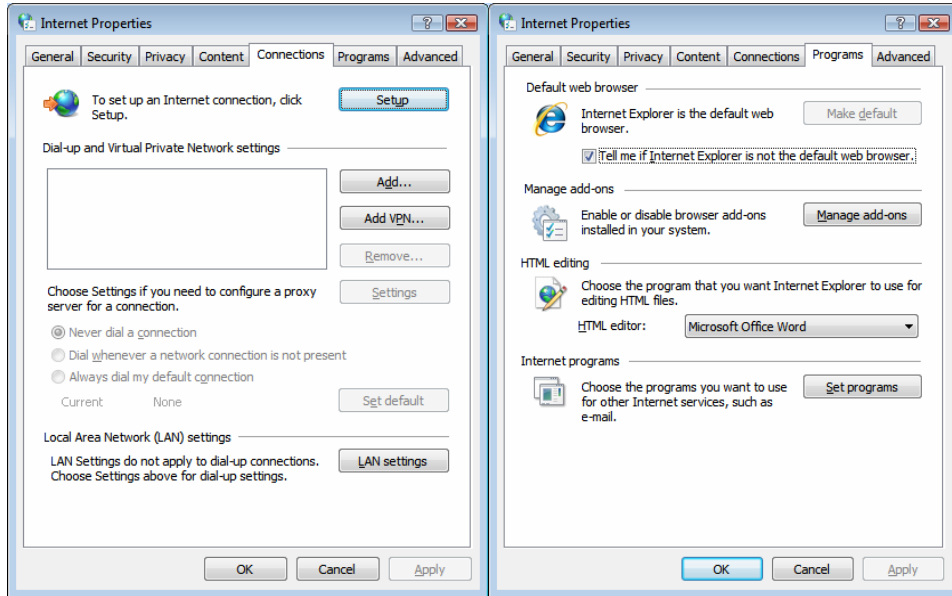 Internet Properties
General Security Privacy Content Connections Programs Advanced
To set up an Internet connection, click
Setup.
Setup
Dial-up and Virtual Private Network settings
Add...
Add VPN...
Remove...
Choose Settings if you need to configure a proxy
server for a connection.
Settings
Never dial a connection
Dial whenever a network connection is not present
Always dial my default connection
Current None
Set default
Local Area Network (LAN) settings
LAN Settings do not apply to dial-up connections.
Choose Settings above for dial-up settings.
LAN settings
OK Cancel Apply
Internet Properties
General Security Privacy Content Connections Programs Advanced
Default web browser
Internet Explorer is the default web
browser.
Make default
Tell me if Internet Explorer is not the default web browser.
Manage add-ons
Enable or disable browser add-ons
installed in your system.
Manage add-ons
HTML editing
Choose the program that you want Internet Explorer to use for
editing HTML files.
HTML editor: Microsoft Office Word
Internet programs
Choose the programs you want to use
for other Internet services, such as
e-mail.
Set programs
OK Cancel Apply